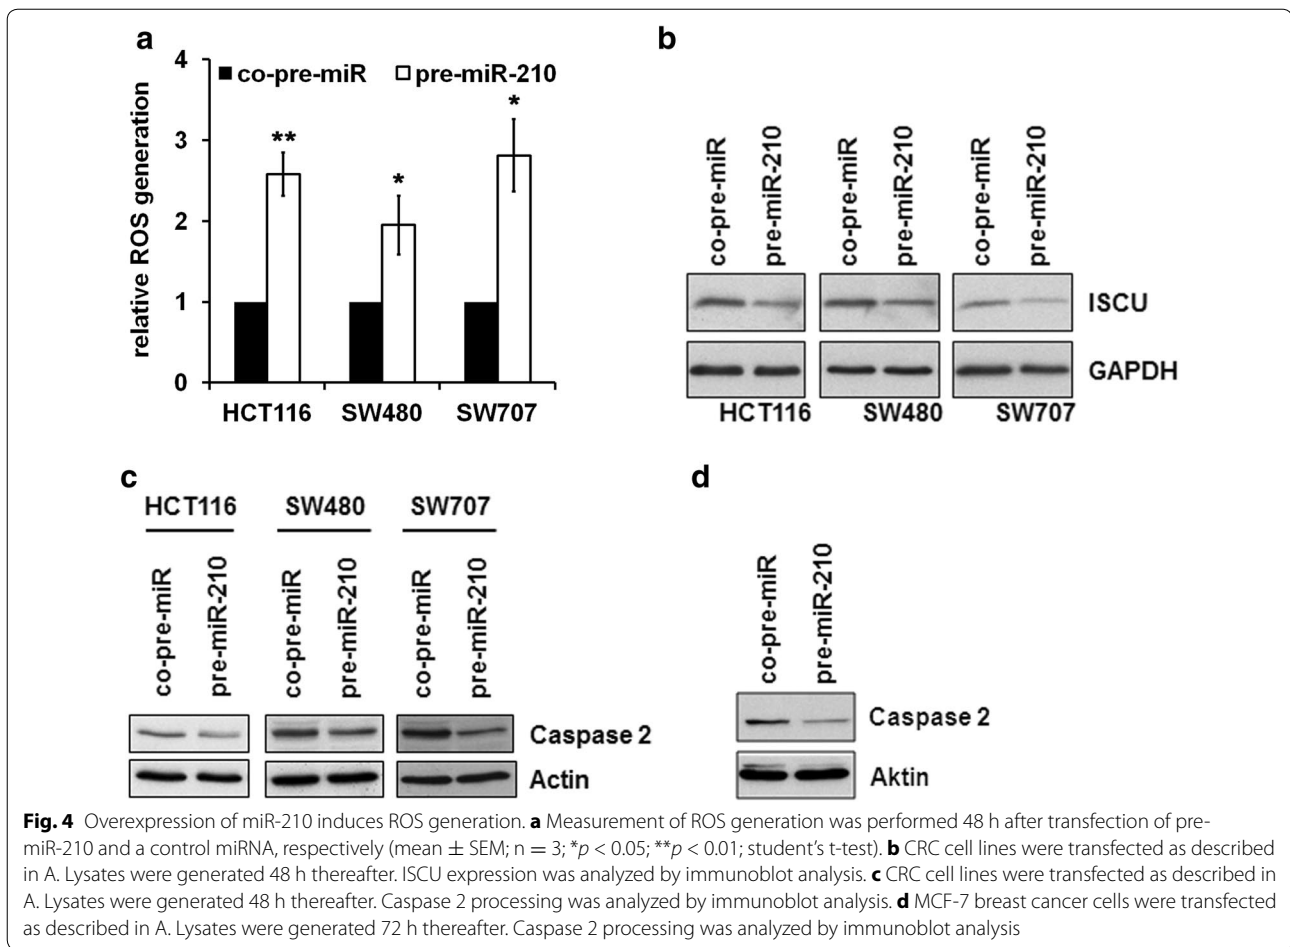 a
4
3
2
1
0
relative ROS generation
co-pre-miR pre-miR-210
** * *
HCT116 SW480 SW707
b
co-pre-miR pre-miR-210 co-pre-miR pre-miR-210 co-pre-miR pre-miR-210
ISCU
GAPDH
HCT116 SW480 SW707
c
HCT116 SW480 SW707
co-pre-miR pre-miR-210 co-pre-miR pre-miR-210 co-pre-miR pre-miR-210
Caspase 2
Actin
d
co-pre-miR pre-miR-210
Caspase 2
Aktin
Fig. 4 Overexpression of miR-210 induces ROS generation. a Measurement of ROS generation was performed 48 h after transfection of pre-
miR-210 and a control miRNA, respectively (mean ± SEM; n = 3; *p < 0.05; **p < 0.01; student's t-test). b CRC cell lines were transfected as described
in A. Lysates were generated 48 h thereafter. ISCU expression was analyzed by immunoblot analysis. c CRC cell lines were transfected as described in
A. Lysates were generated 48 h thereafter. Caspase 2 processing was analyzed by immunoblot analysis. d MCF-7 breast cancer cells were transfected
as described in A. Lysates were generated 72 h thereafter. Caspase 2 processing was analyzed by immunoblot analysis